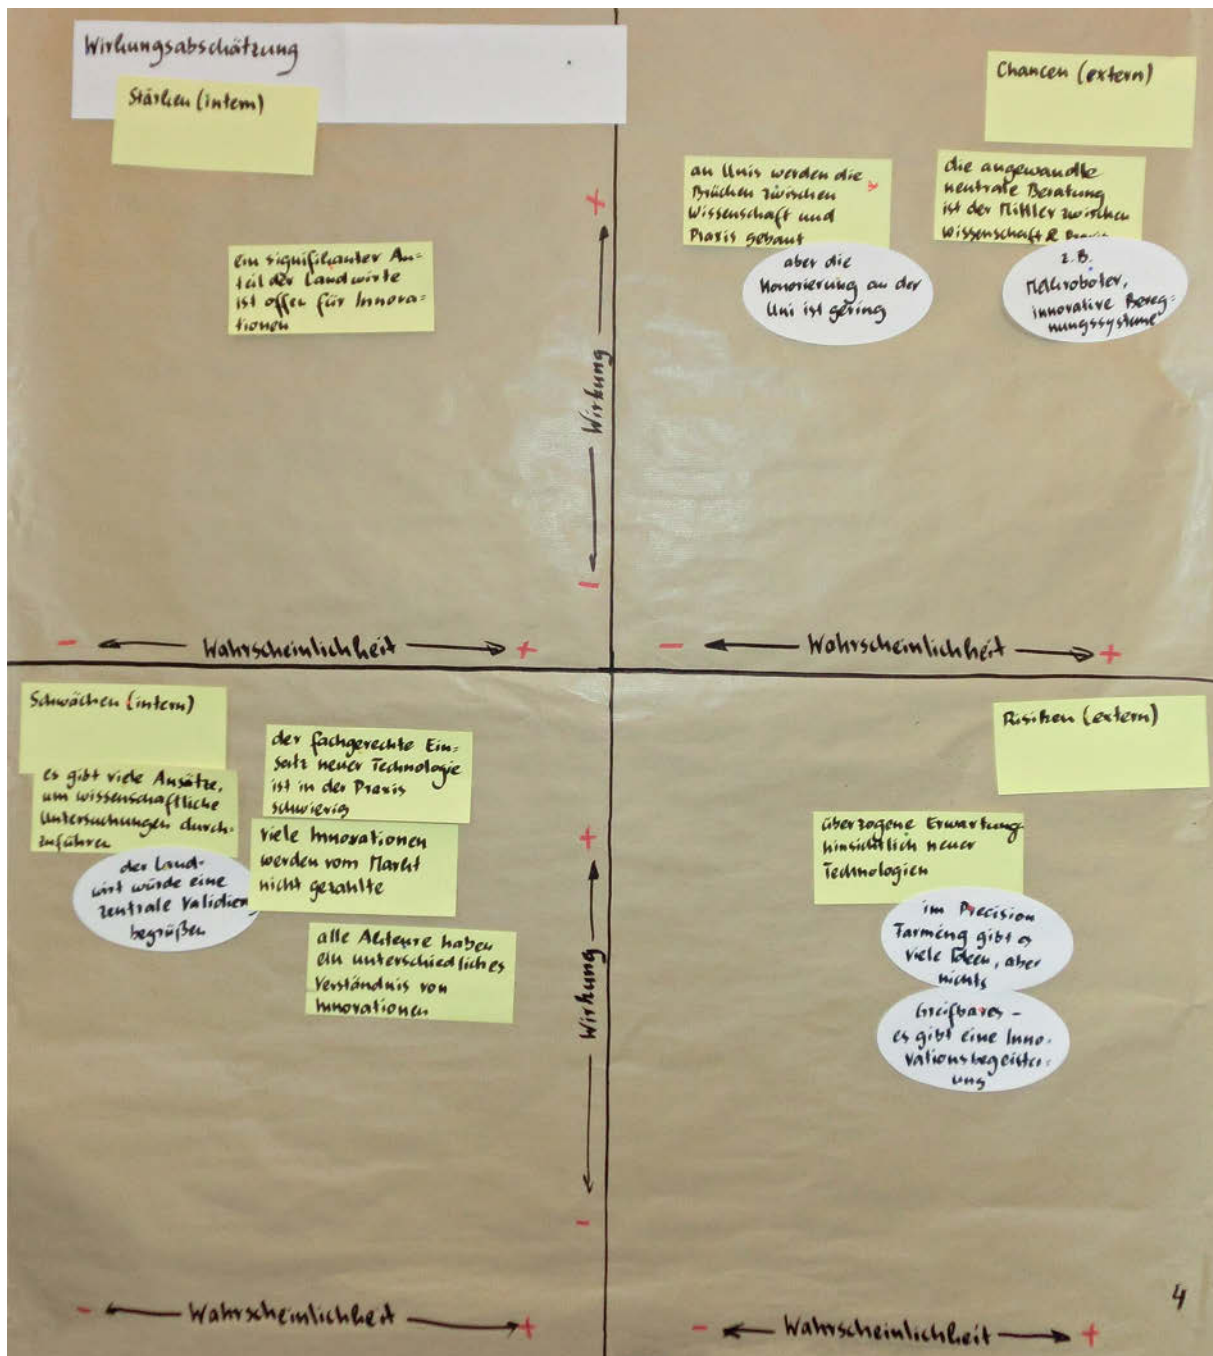 Wirkungsabschätzung
Stärken (intern)
ein signifikanter An=
teil der Landwirte
ist offen für Innova=
tionen
+
Wirkung
-
- Wahrscheinlichkeit +
Chancen (extern)
an Unis werden die
Brücken zwischen
Wissenschaft und
Praxis gebaut
aber die
Honorierung an der
Uni ist gering
die angewandte
neutrale Beratung
ist der Mittler zwischen
Wissenschaft & Praxis
z.B.
Melkroboter,
innovative Bereg=
nungssysteme
- Wahrscheinlichkeit +
Schwächen (intern)
es gibt viele Ansätze,
um wissenschaftliche
Untersuchungen durch=
zuführen
der Land-
wirt würde eine
zentrale Validierung
begrüßen
der fachgerechte Ein=
satz neuer Technologie
ist in der Praxis
schwierig
viele Innovationen
werden vom Markt
nicht gezahlte
alle Akteure haben
ein unterschiedliches
Verständnis von
Innovationen
+
Wirkung
-
- Wahrscheinlichkeit +
Risiken (extern)
überzogene Erwartung
hinsichtlich neuer
Technologien
im Precision
Farming gibt es
viele Ideen, aber
nichts
Greifbares -
es gibt eine Inno=
vationsbegeister=
ung
4
- Wahrscheinlichkeit +